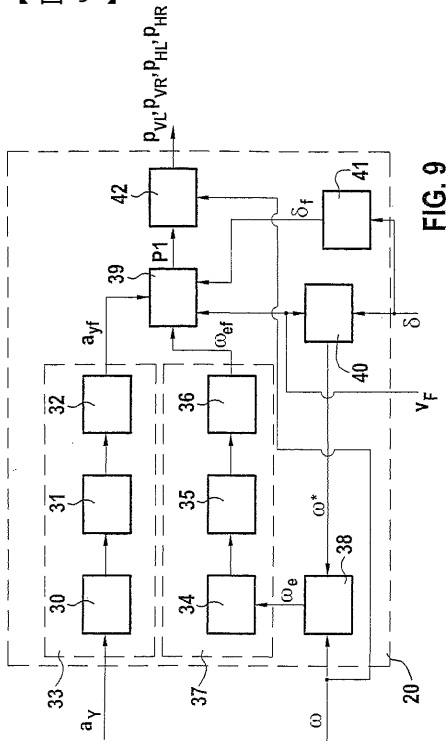 p_VL, p_VR, p_HL, p_HR
42
P1
39
41
δ_f
a_yf
ω_ef
40
δ
v_F
32
36
31
35
30
34
ω*
38
ω_e
33
37
20
a_Y
ω
FIG. 9